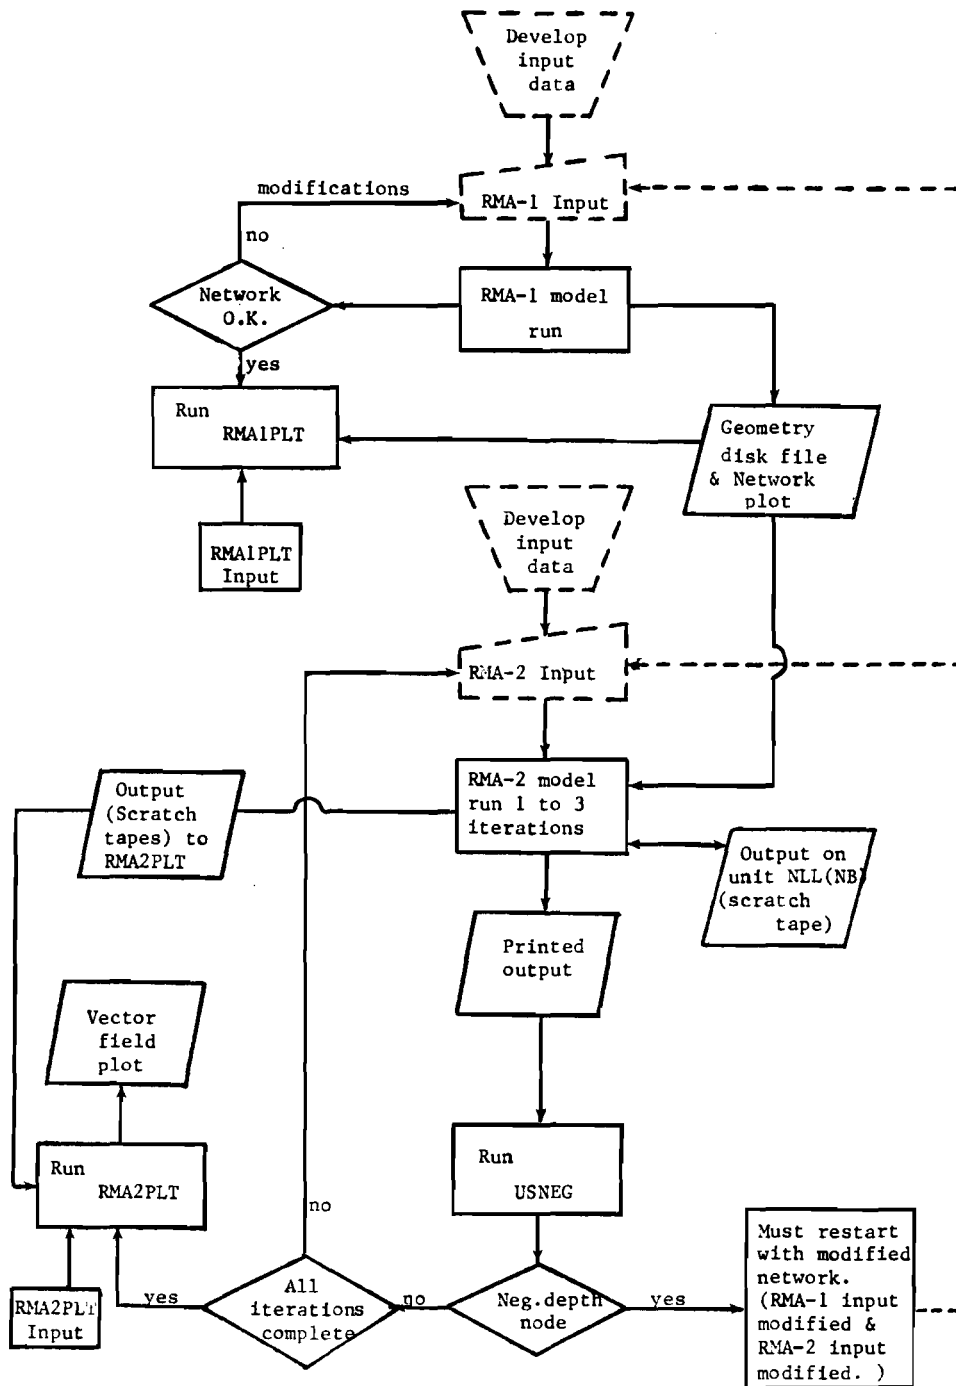 Develop
input
data
modifications
RMA-1 Input
no
Network
O.K.
RMA-1 model
run
yes
Run
RMA1PLT
Geometry
disk file
& Network
plot
RMA1PLT
Input
Develop
input
data
RMA-2 Input
Output
(Scratch
tapes) to
RMA2PLT
RMA-2 model
run 1 to 3
iterations
Output on
unit NLL(NB)
(scratch
tape)
Printed
output
Vector
field
plot
Run
RMA2PLT
Run
USNEG
no
RMA2PLT
Input
yes
All
iterations
complete
no
Neg.depth
node
yes
Must restart
with modified
network.
(RMA-1 input
modified &
RMA-2 input
modified. )